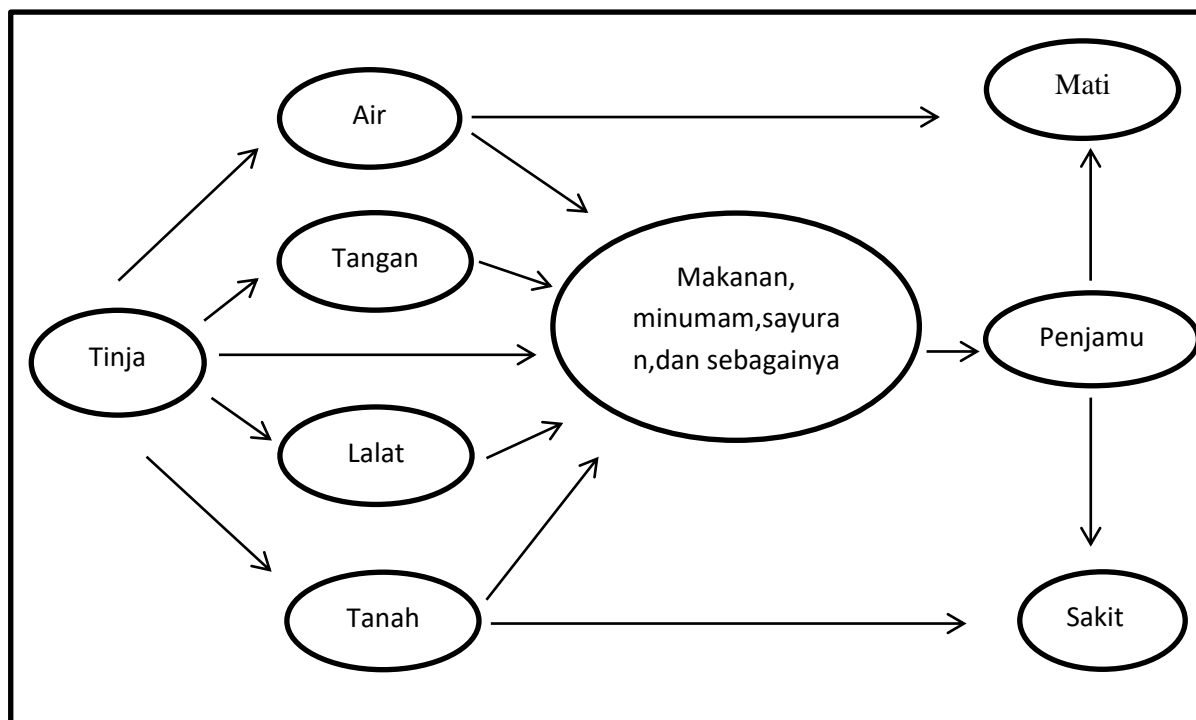 Air
Mati
Tangan
Makanan,
minumam,sayura
n,dan sebagainya
Penjamu
Tinja
Lalat
Tanah
Sakit